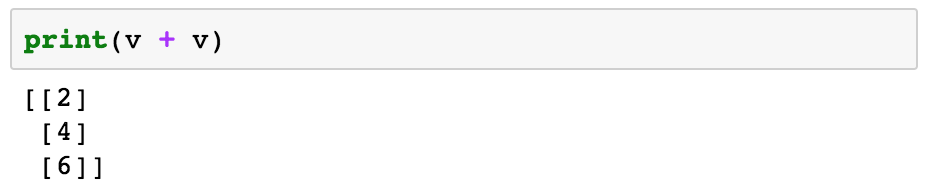 print(v + v)
[[2]
 [4]
 [6]]